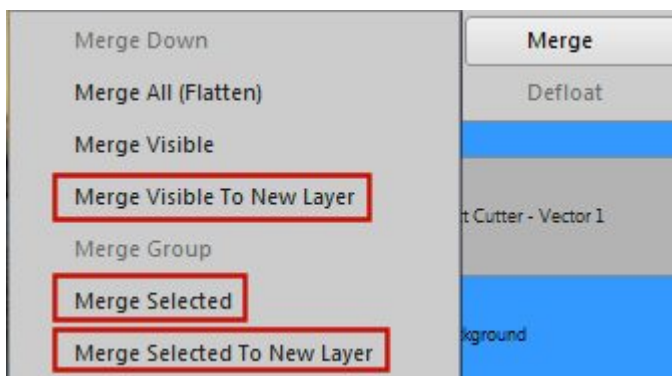 Merge Down
Merge All (Flatten)
Merge Visible
Merge Visible To New Layer
Merge Group
Merge Selected
Merge Selected To New Layer
Merge
Defloat
Cutter - Vector 1